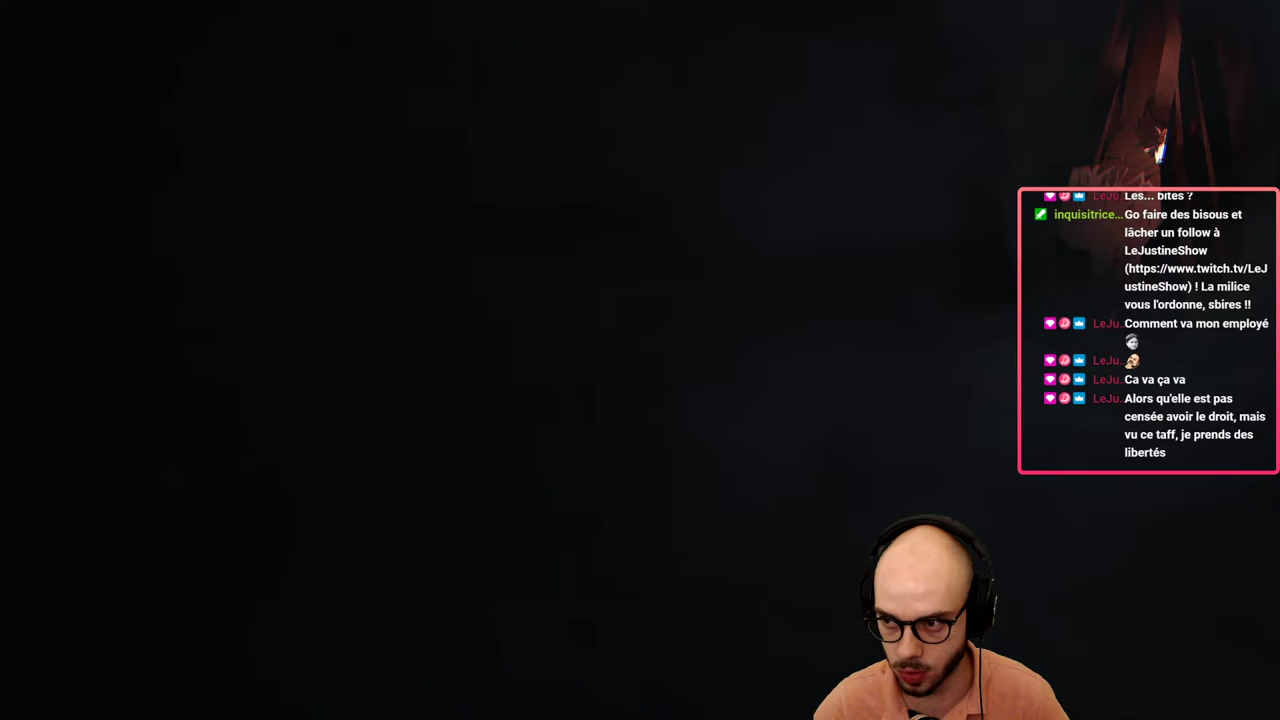 LeJu.. Les... bites ?
inquisitrice... Go faire des bisous et
lâcher un follow à
LeJustineShow
(https://www.twitch.tv/LeJ
ustineShow) ! La milice
vous l'ordonne, sbires !!
LeJu.. Comment va mon employé
LeJu..
LeJu.. Ca va ça va
LeJu.. Alors qu'elle est pas
censée avoir le droit, mais
vu ce taff, je prends des
libertés